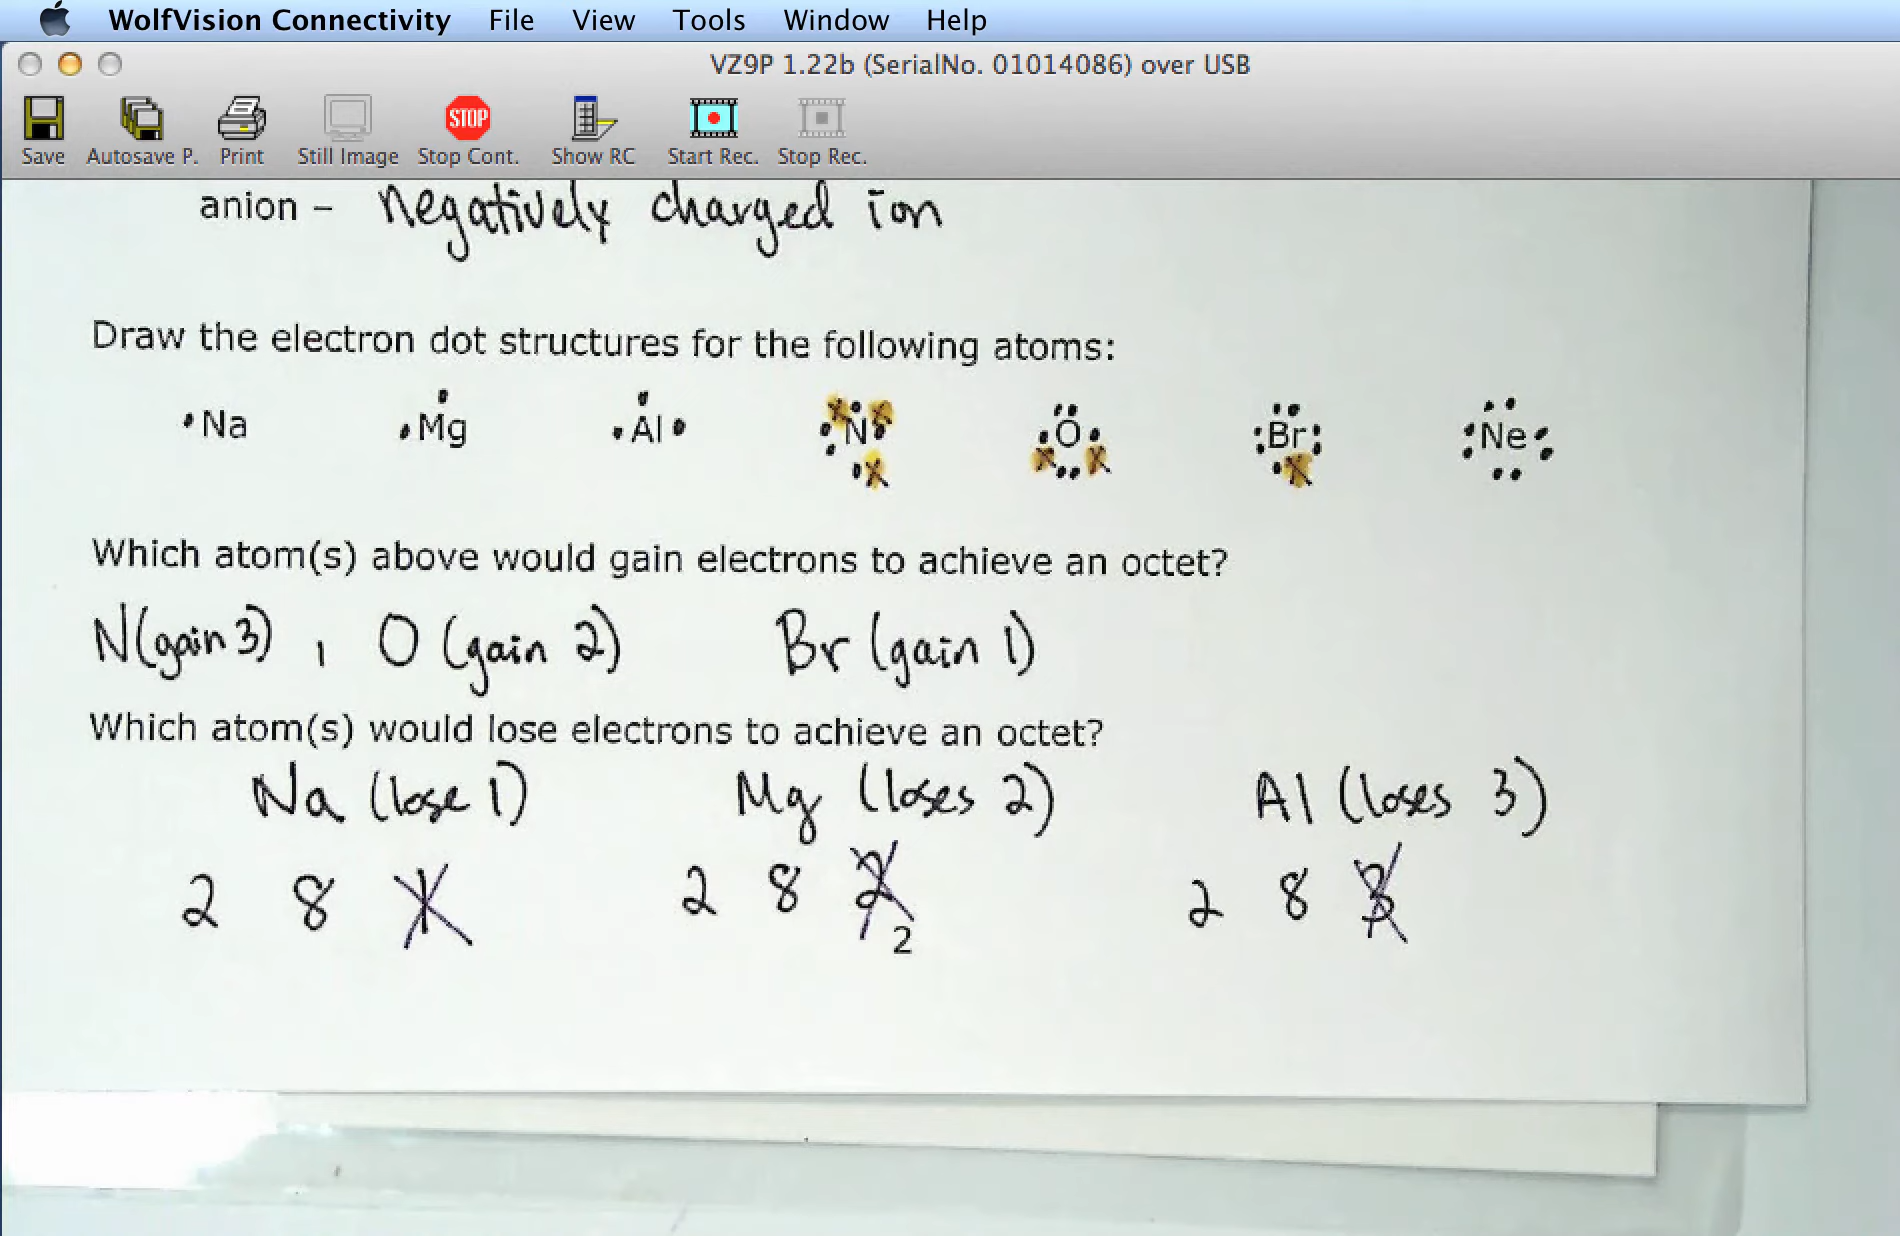 WolfVision Connectivity File View Tools Window Help
VZ9P 1.22b (SerialNo. 01014086) over USB
Save Autosave P. Print Still Image Stop Cont. Show RC Start Rec. Stop Rec.
STOP
anion – negatively charged ion
Draw the electron dot structures for the following atoms:
Na Mg Al N O Br Ne
Which atom(s) above would gain electrons to achieve an octet?
N(gain 3) , O (gain 2) Br (gain 1)
Which atom(s) would lose electrons to achieve an octet?
Na (lose 1) Mg (loses 2) Al (loses 3)
2 8 1 2 8 2 2 8 3
2